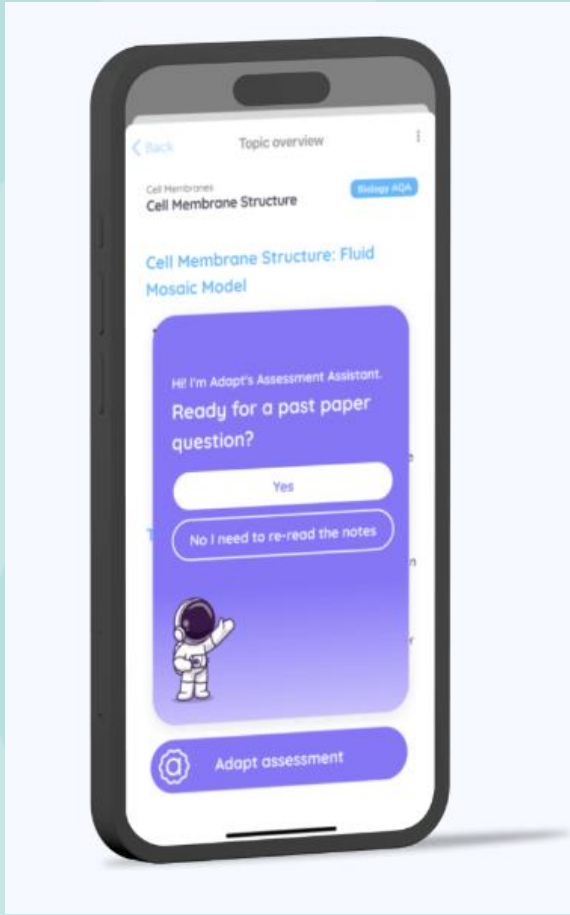 Back
Topic overview
Cell Membranes
Cell Membrane Structure
Biology AQA
Cell Membrane Structure: Fluid
Mosaic Model
Hi! I'm Adapt's Assessment Assistant.
Ready for a past paper
question?
Yes
No I need to re-read the notes
Adapt assessment